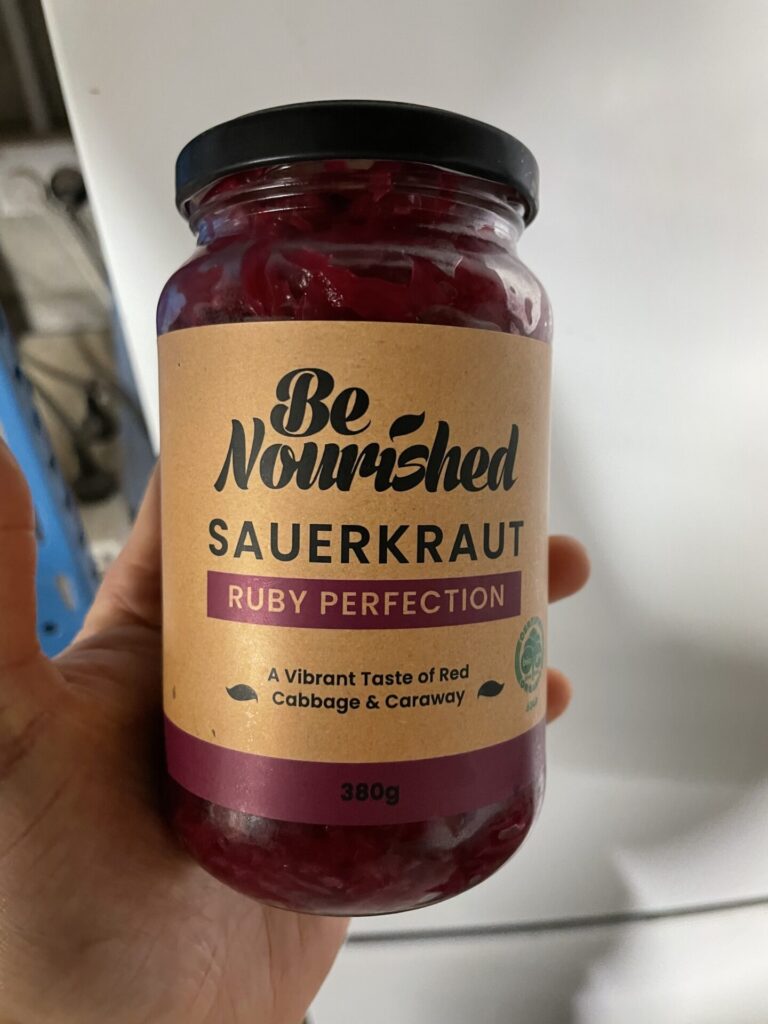 Be
Nourished
SAUERKRAUT
RUBY PERFECTION
A Vibrant Taste of Red
Cabbage & Caraway
380g